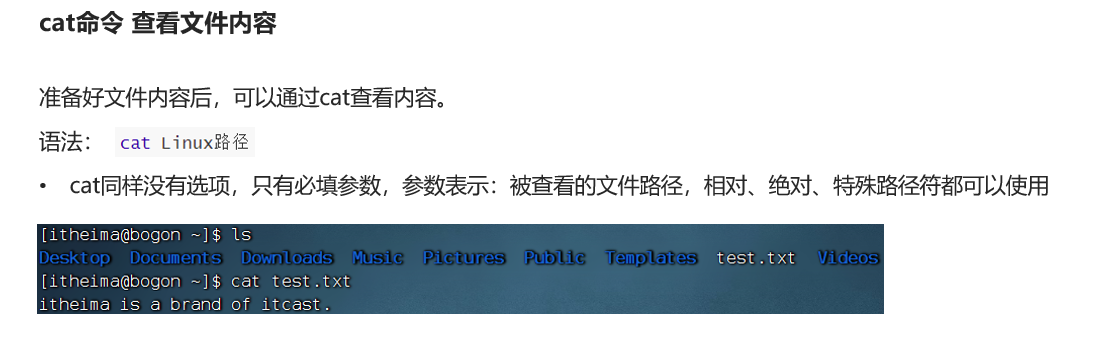 cat命令 查看文件内容
准备好文件内容后，可以通过cat查看内容。
语法： cat Linux路径
• cat同样没有选项，只有必填参数，参数表示：被查看的文件路径，相对、绝对、特殊路径符都可以使用
[itheima@bogon ~]$ ls
Desktop Documents Downloads Music Pictures Public Templates test.txt Videos
[itheima@bogon ~]$ cat test.txt
itheima is a brand of itcast.